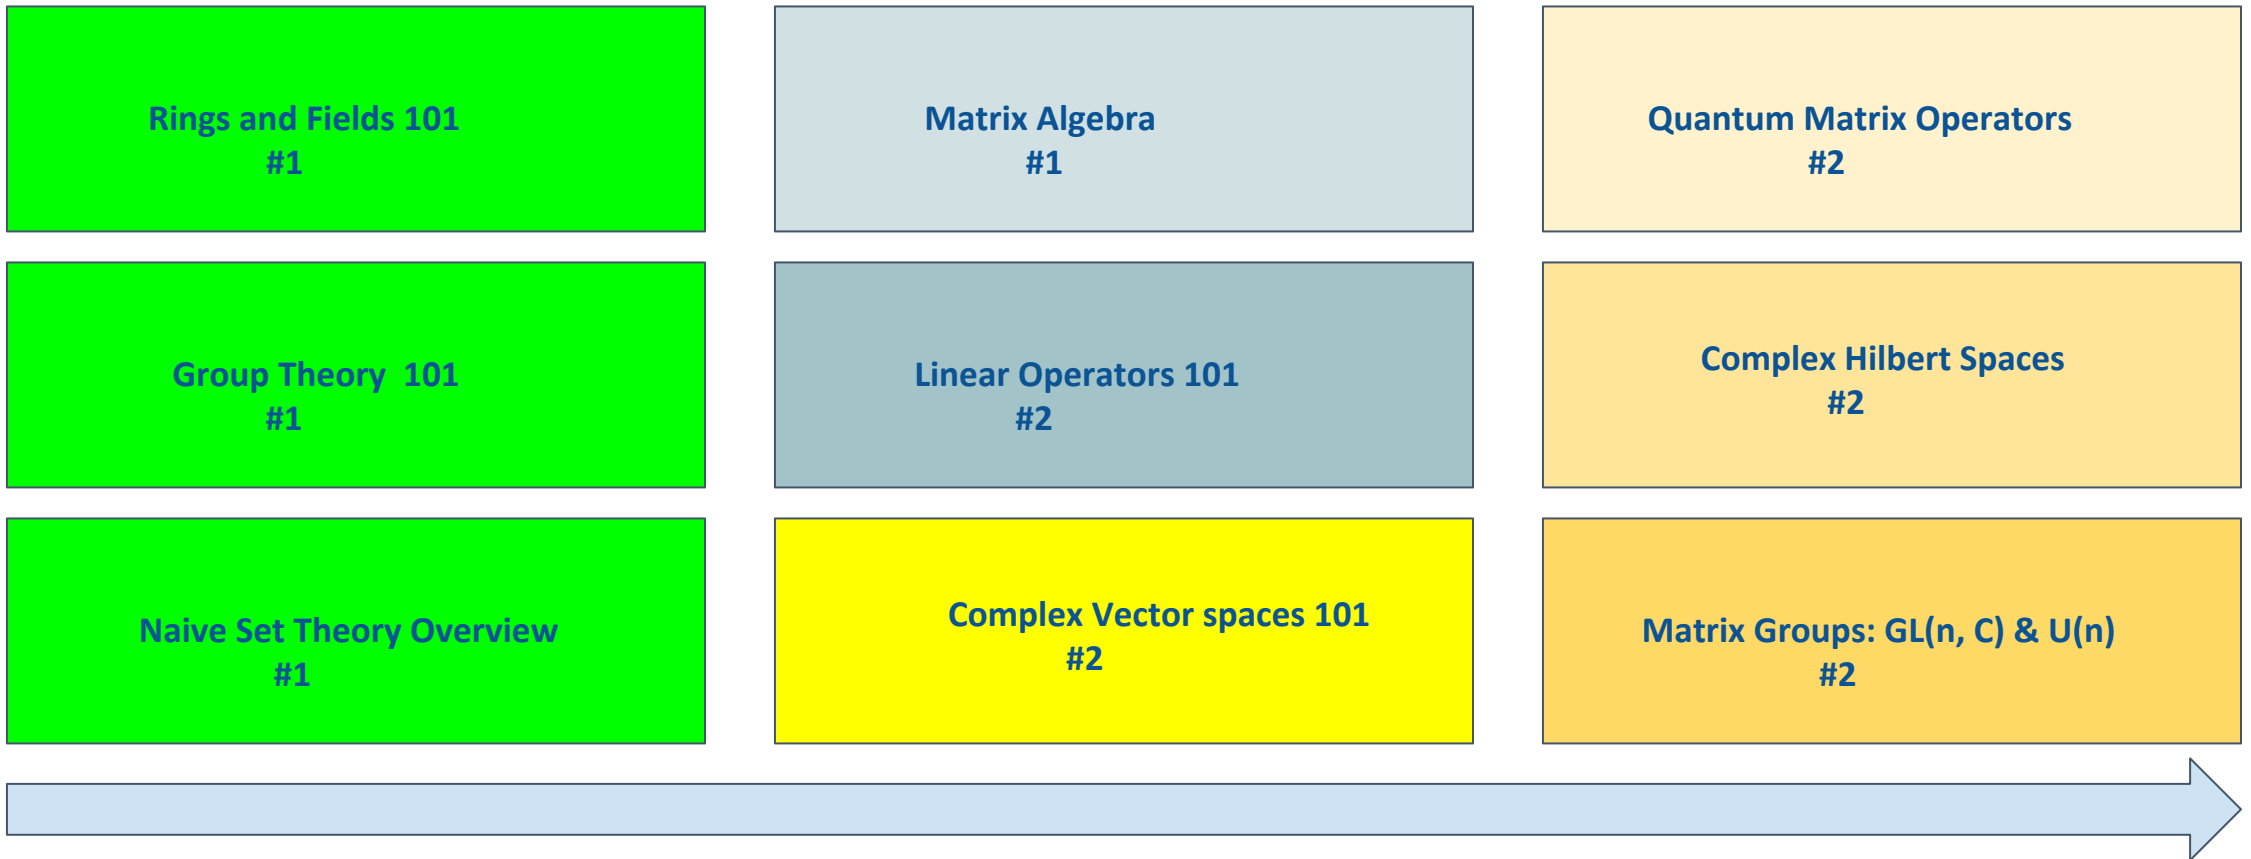 Rings and Fields 101
#1
Matrix Algebra
#1
Quantum Matrix Operators
#2
Group Theory  101
#1
Linear Operators 101
#2
Complex Hilbert Spaces
#2
Naive Set Theory Overview
#1
Complex Vector spaces 101
#2
Matrix Groups: GL(n, C) & U(n)
#2